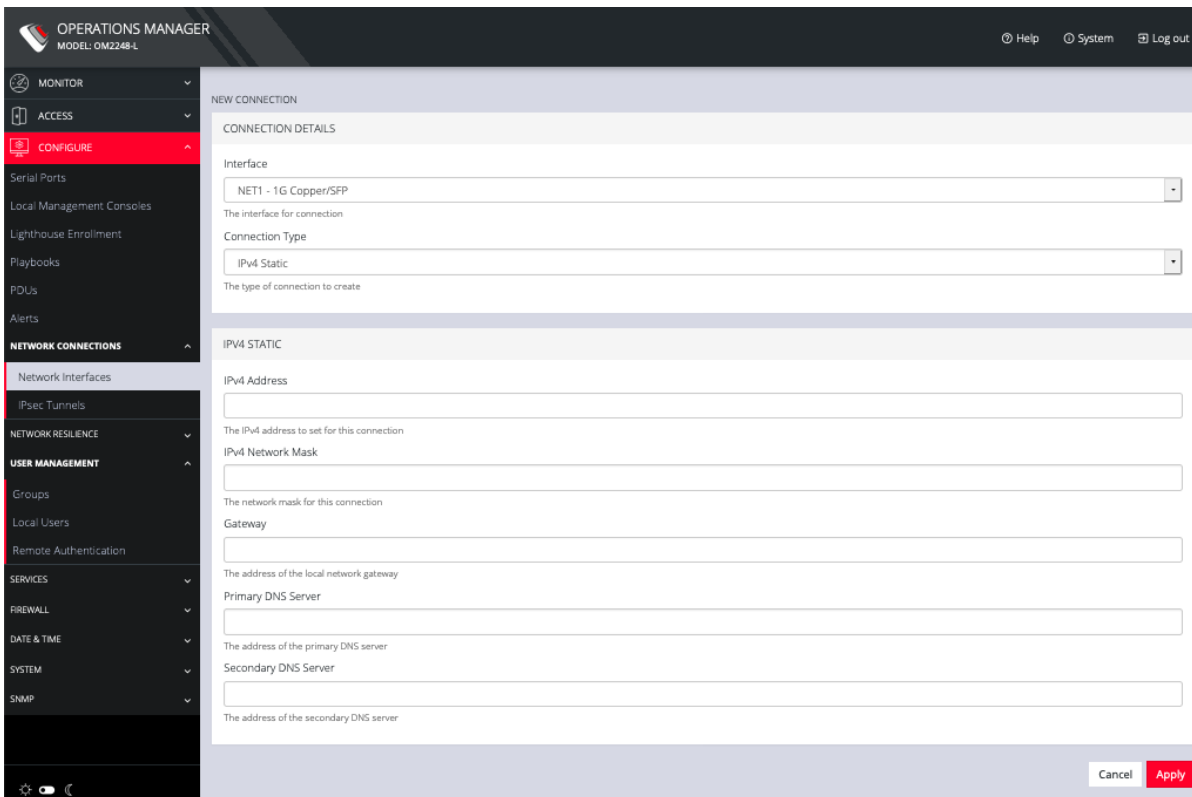 OPERATIONS MANAGER
MODEL: OM2248-L
Help
System
Log out
MONITOR
ACCESS
CONFIGURE
Serial Ports
Local Management Consoles
Lighthouse Enrollment
Playbooks
PDUs
Alerts
NETWORK CONNECTIONS
Network Interfaces
IPsec Tunnels
NETWORK RESILIENCE
USER MANAGEMENT
Groups
Local Users
Remote Authentication
SERVICES
FIREWALL
DATE & TIME
SYSTEM
SNMP
NEW CONNECTION
CONNECTION DETAILS
Interface
NET1 - 1G Copper/SFP
The interface for connection
Connection Type
IPv4 Static
The type of connection to create
IPV4 STATIC
IPv4 Address
The IPv4 address to set for this connection
IPv4 Network Mask
The network mask for this connection
Gateway
The address of the local network gateway
Primary DNS Server
The address of the primary DNS server
Secondary DNS Server
The address of the secondary DNS server
Cancel
Apply